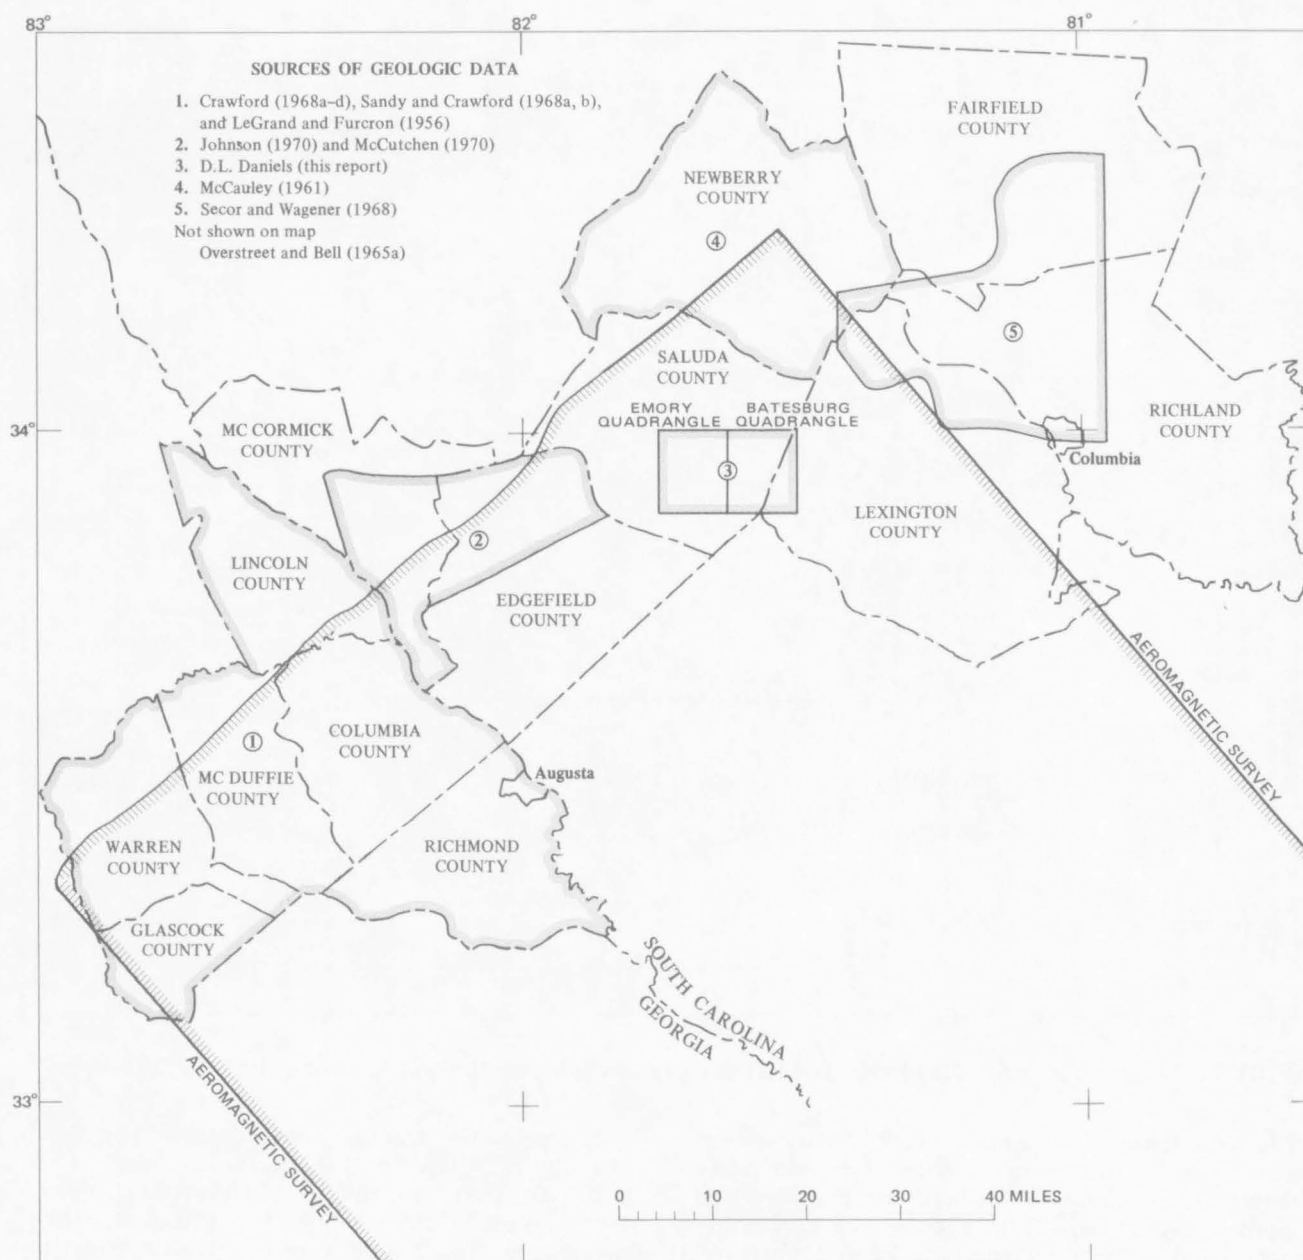 83°
82°
81°
SOURCES OF GEOLOGIC DATA
1. Crawford (1968a–d), Sandy and Crawford (1968a, b),
and LeGrand and Furcron (1956)
2. Johnson (1970) and McCutchen (1970)
3. D.L. Daniels (this report)
4. McCauley (1961)
5. Secor and Wagener (1968)
Not shown on map
Overstreet and Bell (1965a)
FAIRFIELD
COUNTY
NEWBERRY
COUNTY
4
5
SALUDA
COUNTY
EMORY
QUADRANGLE
BATESBURG
QUADRANGLE
RICHLAND
COUNTY
34°
MC CORMICK
COUNTY
Columbia
3
LEXINGTON
COUNTY
2
LINCOLN
COUNTY
EDGEFIELD
COUNTY
AEROMAGNETIC SURVEY
COLUMBIA
COUNTY
1
MC DUFFIE
COUNTY
Augusta
WARREN
COUNTY
RICHMOND
COUNTY
GLASCOCK
COUNTY
SOUTH CAROLINA
GEORGIA
33°
AEROMAGNETIC SURVEY
0 10 20 30 40 MILES